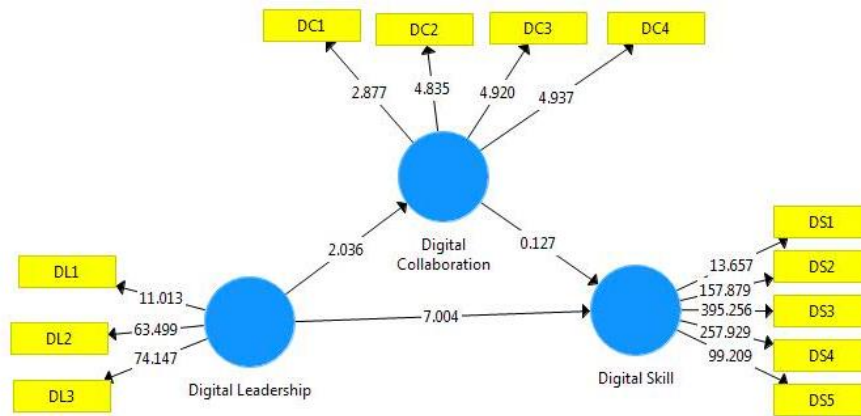 DC1
DC2
DC3
DC4
2.877
4.835
4.920
4.937
Digital
Collaboration
2.036
0.127
7.004
DL1
DL2
DL3
11.013
63.499
74.147
Digital Leadership
DS1
DS2
DS3
DS4
DS5
13.657
157.879
395.256
257.929
99.209
Digital Skill